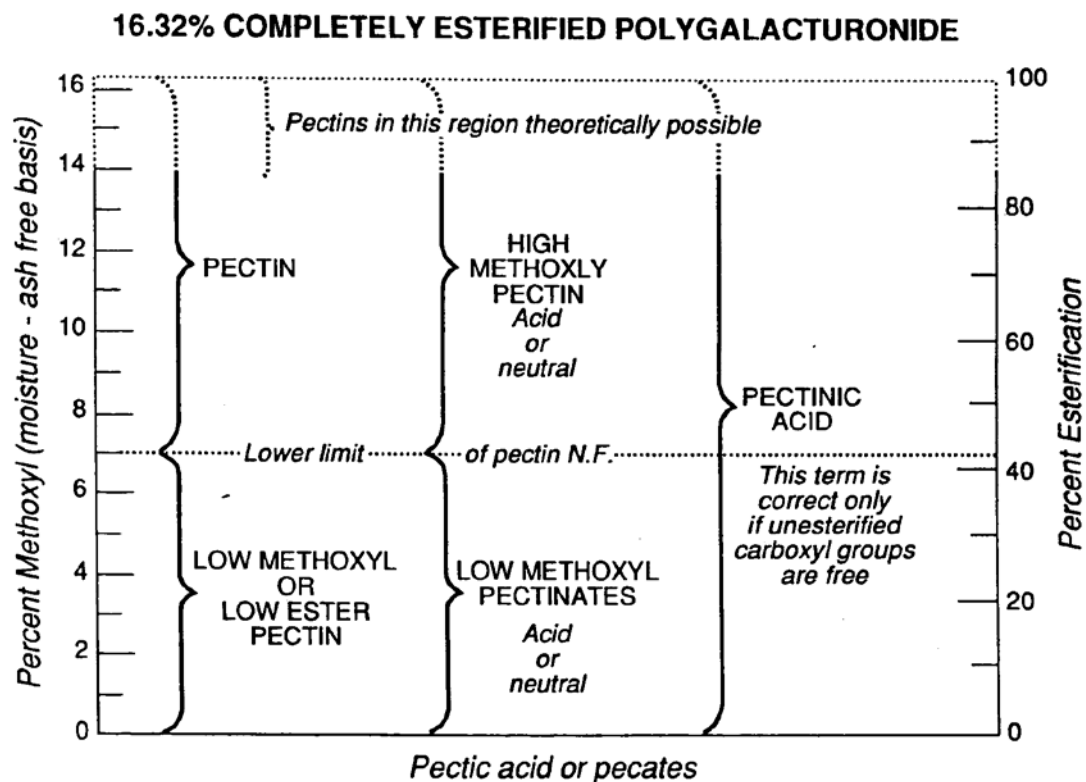 16.32% COMPLETELY ESTERIFIED POLYGALACTURONIDE
Percent Methoxyl (moisture - ash free basis)
16
14
12
10
8
6
4
2
0
Pectins in this region theoretically possible
PECTIN
HIGH
METHOXLY
PECTIN
Acid
or
neutral
PECTINIC
ACID
Lower limit
of pectin N.F.
This term is
correct only
if unesterified
carboxyl groups
are free
LOW METHOXYL
OR
LOW ESTER
PECTIN
LOW METHOXYL
PECTINATES
Acid
or
neutral
100
80
60
40
20
0
Percent Esterification
Pectic acid or pecates